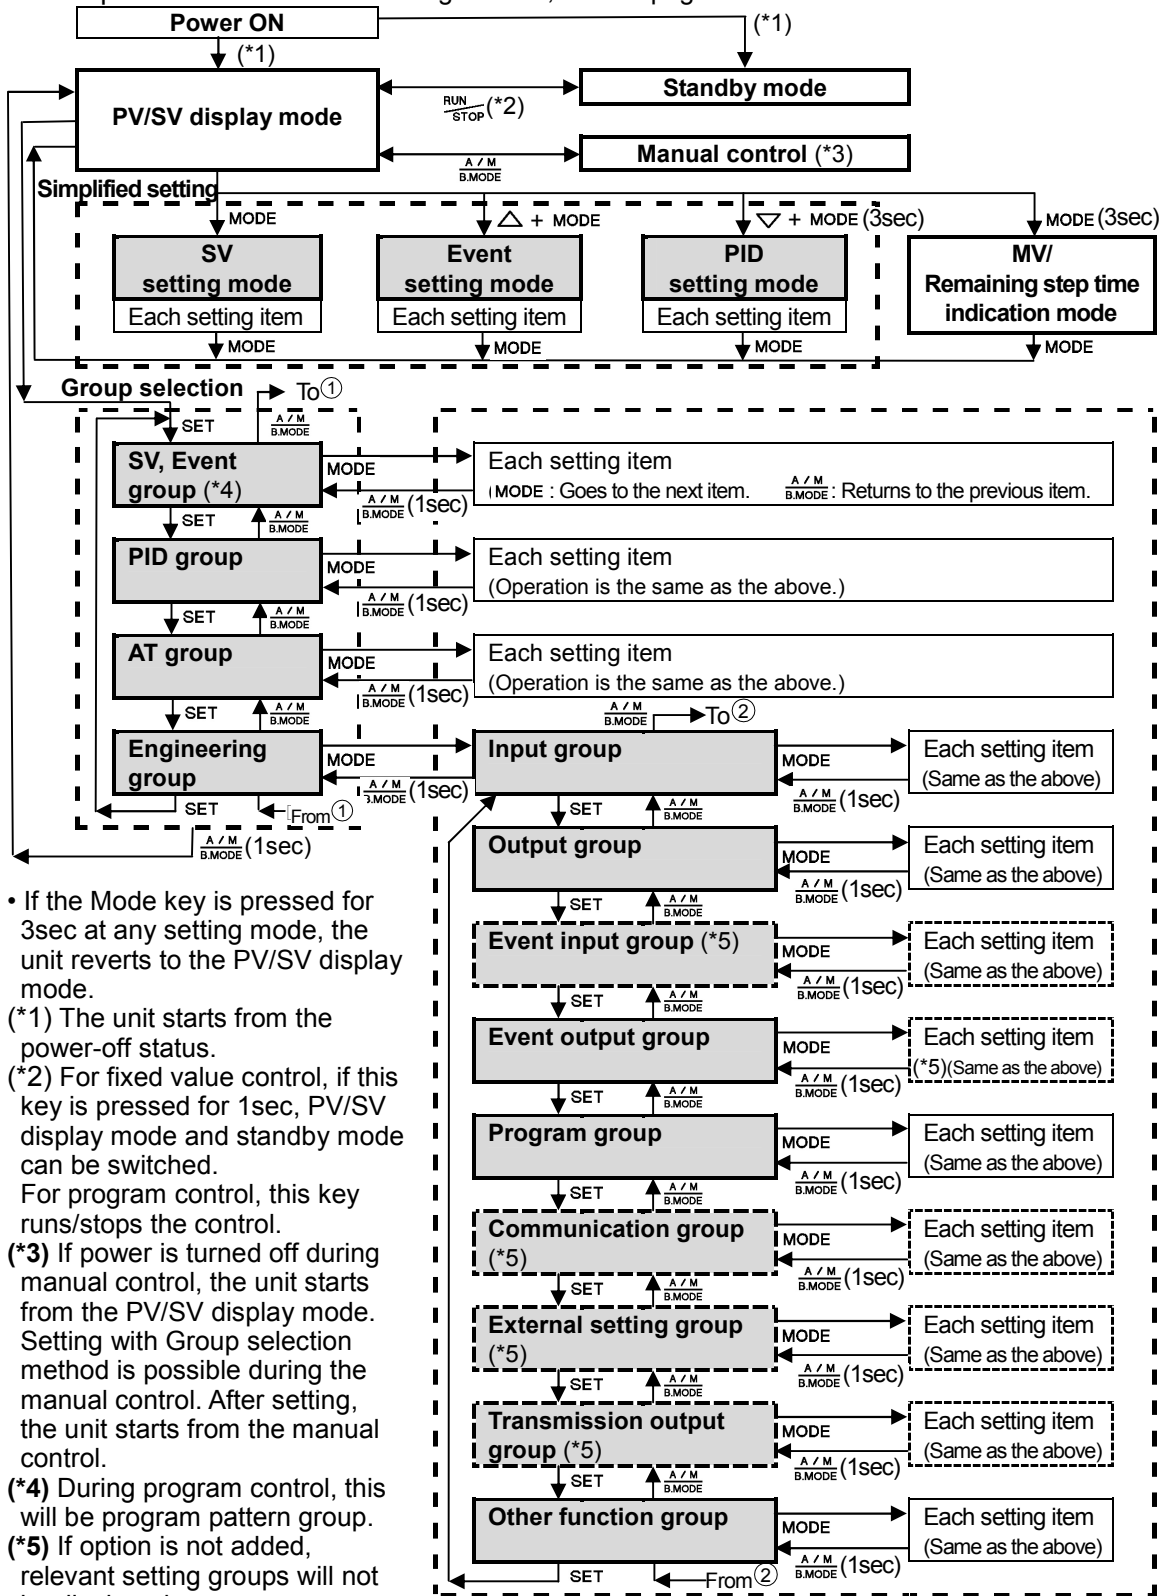 Power ON
(*1)
(*1)
PV/SV display mode
Standby mode
RUN
STOP (*2)
Manual control (*3)
A / M
B.MODE
Simplified setting
MODE
△ + MODE
▽ + MODE (3sec)
MODE (3sec)
SV
setting mode
Each setting item
Event
setting mode
Each setting item
PID
setting mode
Each setting item
MV/
Remaining step time
indication mode
MODE
MODE
MODE
MODE
Group selection
To ①
SET
A / M
B.MODE
SV, Event
group (*4)
MODE
A / M
B.MODE (1sec)
Each setting item
(MODE : Goes to the next item. A / M B.MODE : Returns to the previous item.
SET
A / M
B.MODE
PID group
MODE
A / M
B.MODE (1sec)
Each setting item
(Operation is the same as the above.)
SET
A / M
B.MODE
AT group
MODE
A / M
B.MODE (1sec)
Each setting item
(Operation is the same as the above.)
SET
A / M
B.MODE
A / M
B.MODE
To ②
Engineering
group
MODE
A / M
B.MODE (1sec)
SET
From ①
A / M
B.MODE (1sec)
Input group
MODE
A / M
B.MODE (1sec)
Each setting item
(Same as the above)
SET
A / M
B.MODE
Output group
MODE
A / M
B.MODE (1sec)
Each setting item
(Same as the above)
SET
A / M
B.MODE
Event input group (*5)
MODE
A / M
B.MODE (1sec)
Each setting item
(Same as the above)
SET
A / M
B.MODE
Event output group
MODE
A / M
B.MODE (1sec)
Each setting item
(*5)(Same as the above)
SET
A / M
B.MODE
Program group
MODE
A / M
B.MODE (1sec)
Each setting item
(Same as the above)
SET
A / M
B.MODE
Communication group
(*5)
MODE
A / M
B.MODE (1sec)
Each setting item
(Same as the above)
SET
A / M
B.MODE
External setting group
(*5)
MODE
A / M
B.MODE (1sec)
Each setting item
(Same as the above)
SET
A / M
B.MODE
Transmission output
group (*5)
MODE
A / M
B.MODE (1sec)
Each setting item
(Same as the above)
SET
A / M
B.MODE
Other function group
MODE
A / M
B.MODE (1sec)
Each setting item
(Same as the above)
SET
From ②
• If the Mode key is pressed for
3sec at any setting mode, the
unit reverts to the PV/SV display
mode.
(*1) The unit starts from the
power-off status.
(*2) For fixed value control, if this
key is pressed for 1sec, PV/SV
display mode and standby mode
can be switched.
For program control, this key
runs/stops the control.
(*3) If power is turned off during
manual control, the unit starts
from the PV/SV display mode.
Setting with Group selection
method is possible during the
manual control. After setting,
the unit starts from the manual
control.
(*4) During program control, this
will be program pattern group.
(*5) If option is not added,
relevant setting groups will not